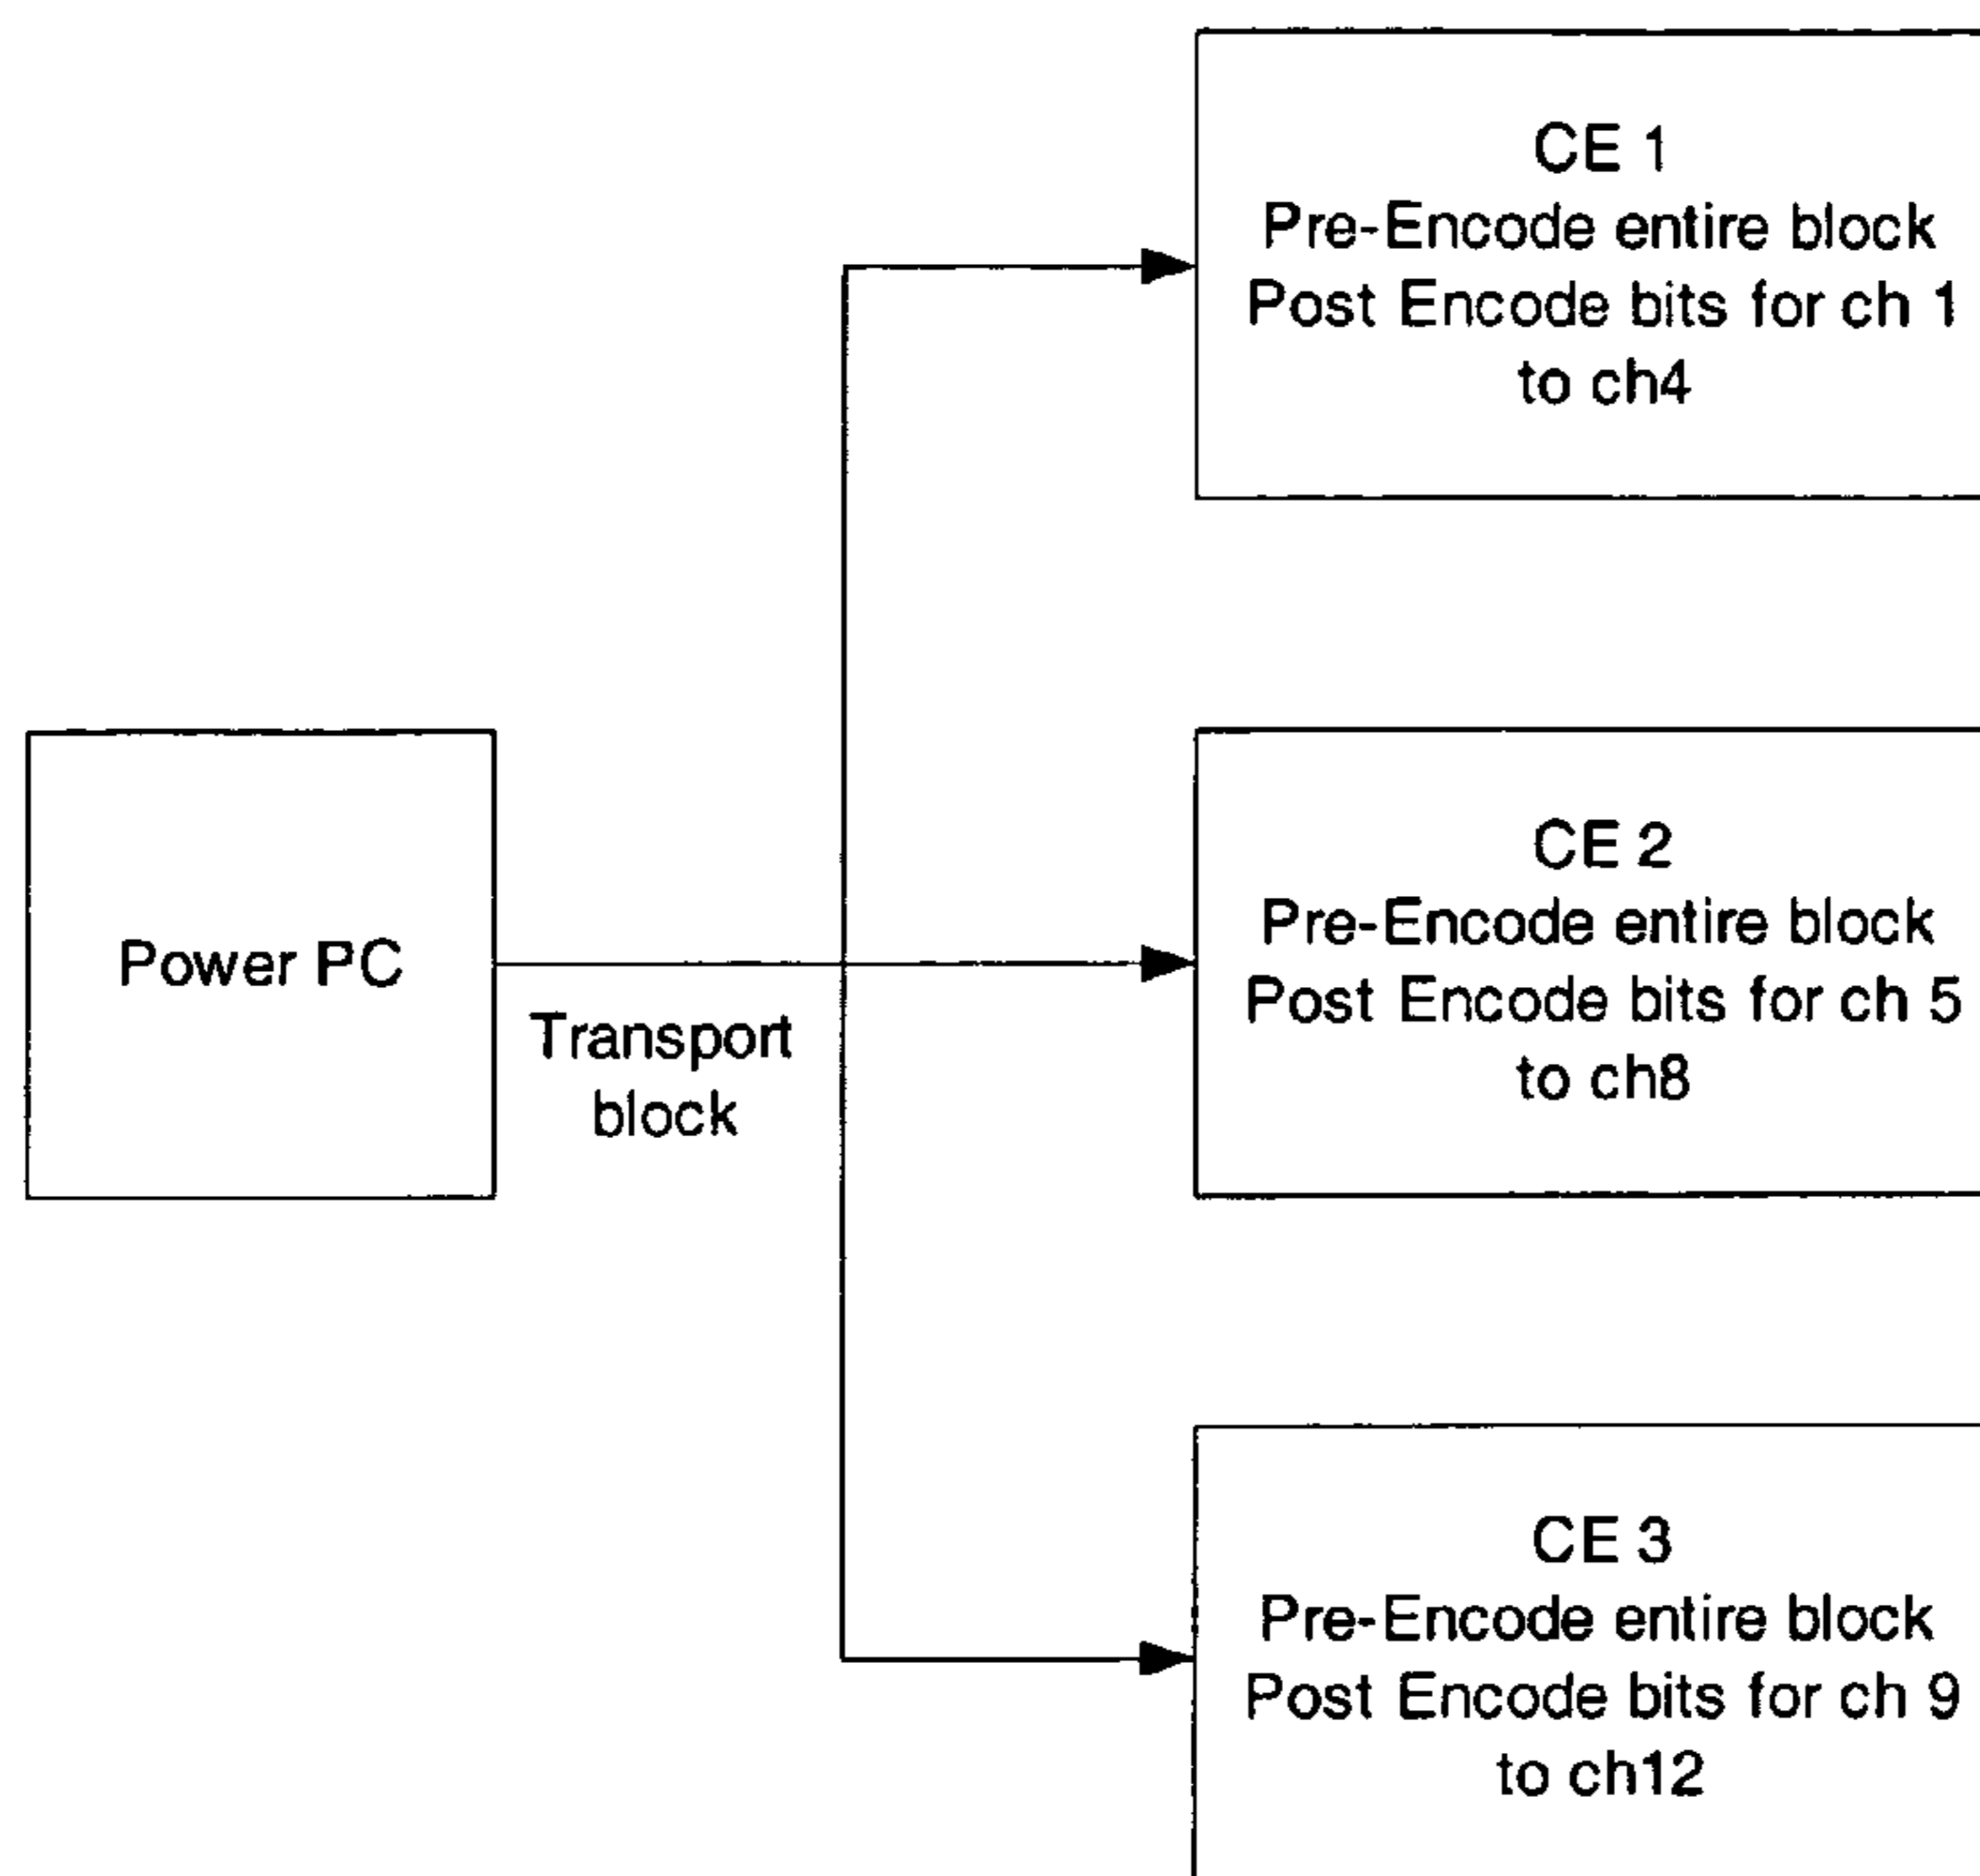 CE 1
Pre-Encode entire block
Post Encode bits for ch 1
to ch4
Power PC
Transport
block
CE 2
Pre-Encode entire block
Post Encode bits for ch 5
to ch8
CE 3
Pre-Encode entire block
Post Encode bits for ch 9
to ch12